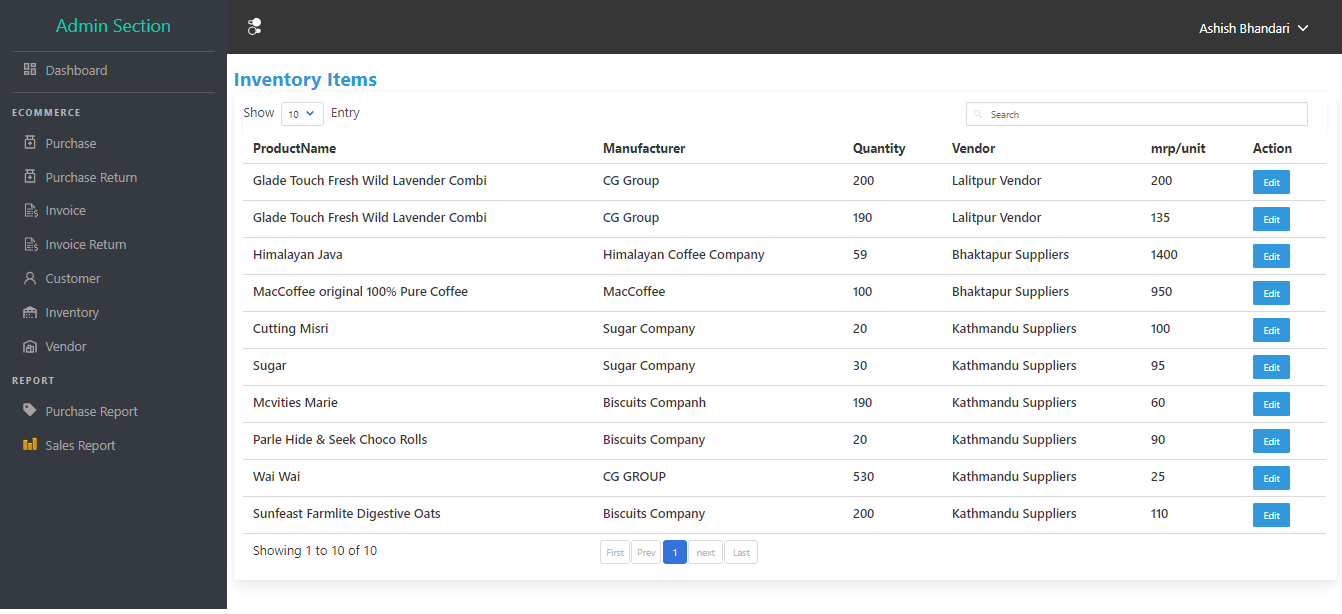 Admin Section
Ashish Bhandari
Dashboard
ECOMMERCE
Purchase
Purchase Return
Invoice
Invoice Return
Customer
Inventory
Vendor
REPORT
Purchase Report
Sales Report
Inventory Items
Show 10 Entry Search
ProductName Manufacturer Quantity Vendor mrp/unit Action
Glade Touch Fresh Wild Lavender Combi CG Group 200 Lalitpur Vendor 200 Edit
Glade Touch Fresh Wild Lavender Combi CG Group 190 Lalitpur Vendor 135 Edit
Himalayan Java Himalayan Coffee Company 59 Bhaktapur Suppliers 1400 Edit
MacCoffee original 100% Pure Coffee MacCoffee 100 Bhaktapur Suppliers 950 Edit
Cutting Misri Sugar Company 20 Kathmandu Suppliers 100 Edit
Sugar Sugar Company 30 Kathmandu Suppliers 95 Edit
Mcvities Marie Biscuits Companh 190 Kathmandu Suppliers 60 Edit
Parle Hide & Seek Choco Rolls Biscuits Company 20 Kathmandu Suppliers 90 Edit
Wai Wai CG GROUP 530 Kathmandu Suppliers 25 Edit
Sunfeast Farmlite Digestive Oats Biscuits Company 200 Kathmandu Suppliers 110 Edit
Showing 1 to 10 of 10 First Prev 1 next Last